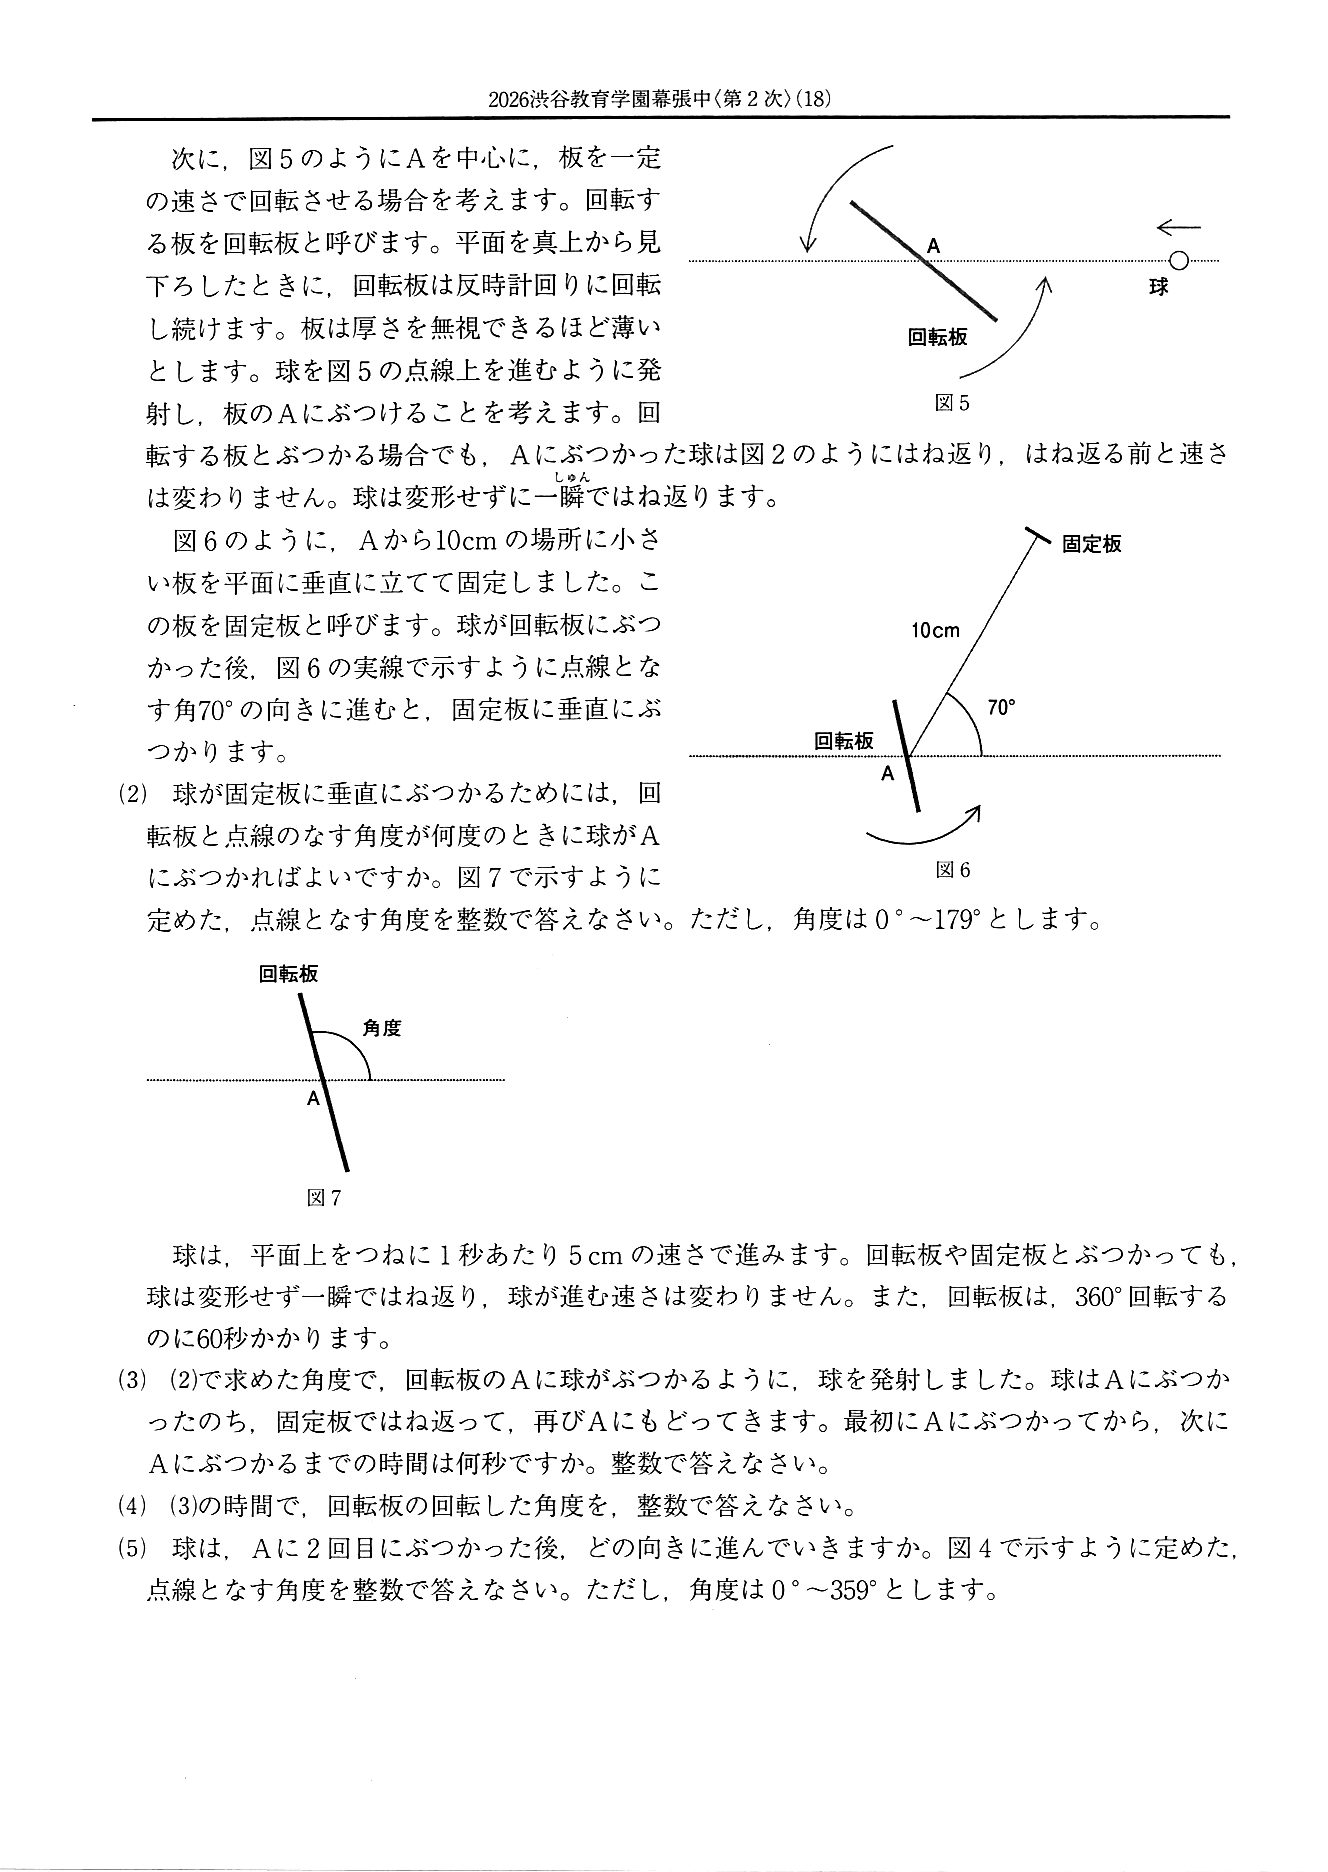 2026渋谷教育学園幕張中〈第2次〉(18)
次に，図5のようにAを中心に，板を一定
の速さで回転させる場合を考えます。回転す
る板を回転板と呼びます。平面を真上から見
下ろしたときに，回転板は反時計回りに回転
し続けます。板は厚さを無視できるほど薄い
とします。球を図5の点線上を進むように発
射し，板のAにぶつけることを考えます。回
転する板とぶつかる場合でも，Aにぶつかった球は図2のようにはね返り，はね返る前と速さ
しゅん
は変わりません。球は変形せずに一瞬ではね返ります。
A
球
回転板
図5
図6のように，Aから10cmの場所に小さ
い板を平面に垂直に立てて固定しました。こ
の板を固定板と呼びます。球が回転板にぶつ
かった後，図6の実線で示すように点線とな
す角70°の向きに進むと，固定板に垂直にぶ
つかります。
固定板
10cm
70°
回転板
A
図6
(2) 球が固定板に垂直にぶつかるためには，回
転板と点線のなす角度が何度のときに球がA
にぶつかればよいですか。図7で示すように
定めた，点線となす角度を整数で答えなさい。ただし，角度は0°～179°とします。
回転板
角度
A
図7
球は，平面上をつねに1秒あたり5cmの速さで進みます。回転板や固定板とぶつかっても，
球は変形せず一瞬ではね返り，球が進む速さは変わりません。また，回転板は，360°回転する
のに60秒かかります。
(3) (2)で求めた角度で，回転板のAに球がぶつかるように，球を発射しました。球はAにぶつか
ったのち，固定板ではね返って，再びAにもどってきます。最初にAにぶつかってから，次に
Aにぶつかるまでの時間は何秒ですか。整数で答えなさい。
(4) (3)の時間で，回転板の回転した角度を，整数で答えなさい。
(5) 球は，Aに2回目にぶつかった後，どの向きに進んでいきますか。図4で示すように定めた，
点線となす角度を整数で答えなさい。ただし，角度は0°～359°とします。